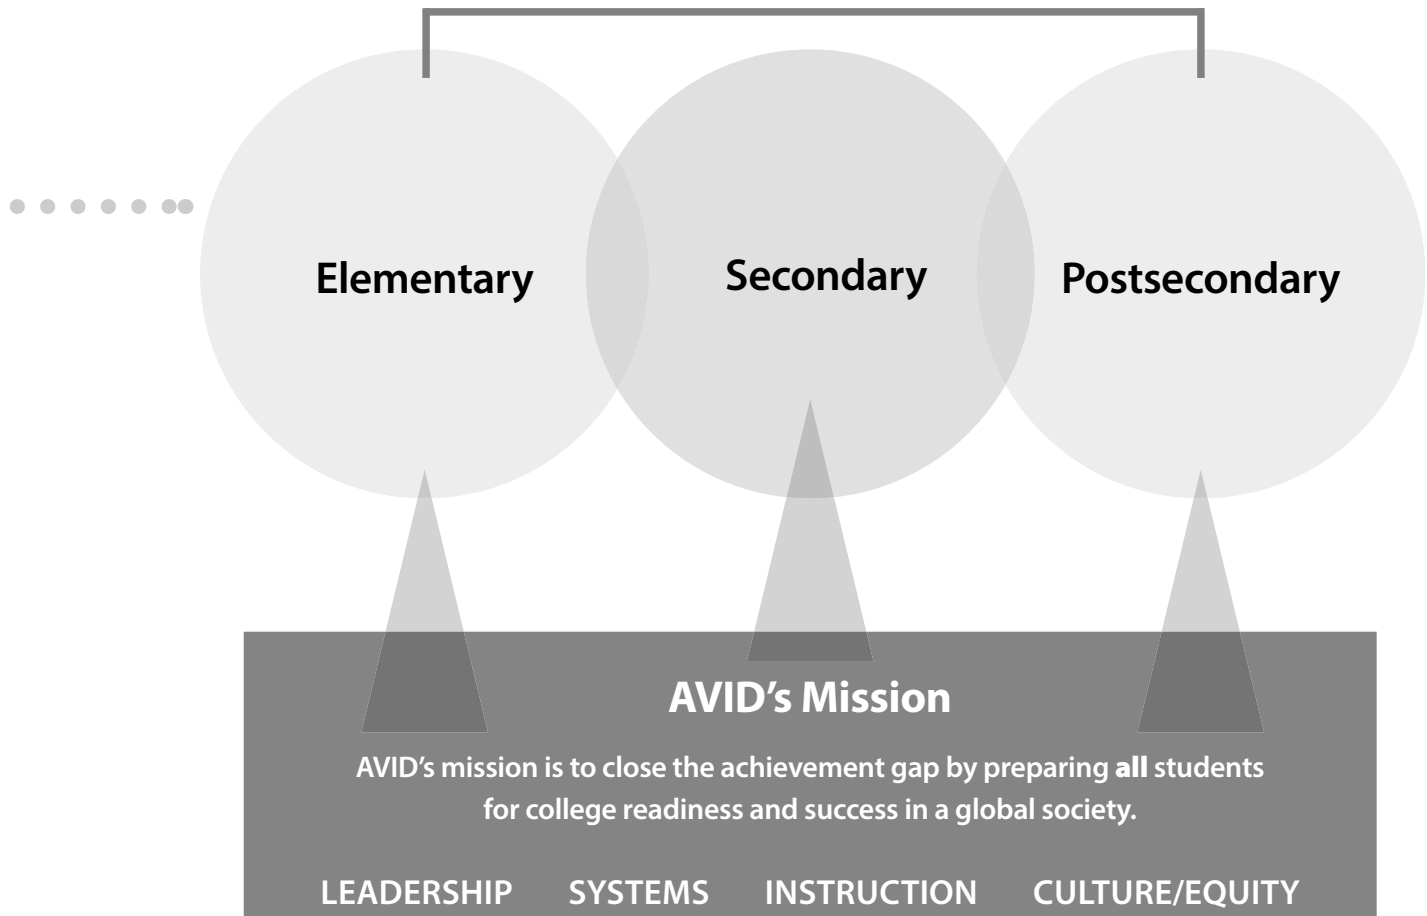 Elementary
Secondary
Postsecondary
AVID’s Mission
AVID’s mission is to close the achievement gap by preparing all students
for college readiness and success in a global society.
LEADERSHIP SYSTEMS INSTRUCTION CULTURE/EQUITY